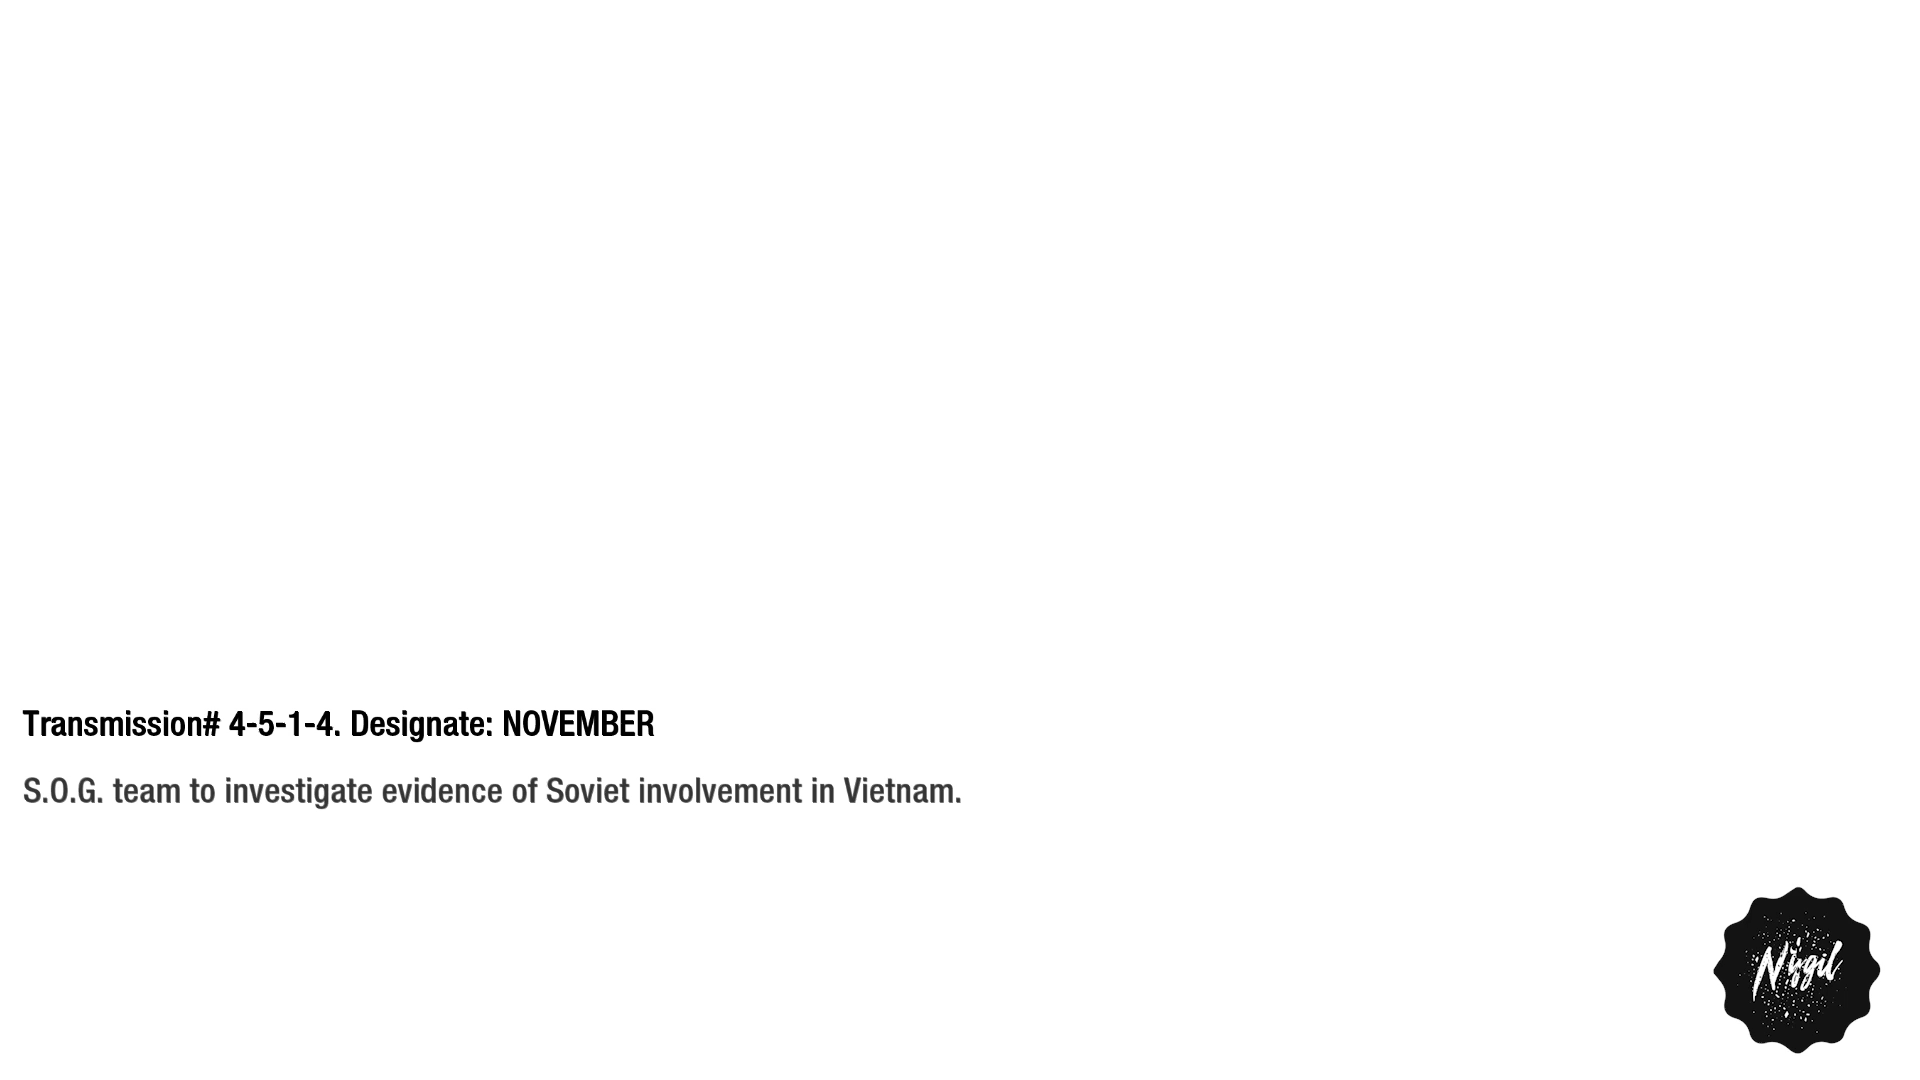 Transmission# 4-5-1-4. Designate: NOVEMBER
S.O.G. team to investigate evidence of Soviet involvement in Vietnam.